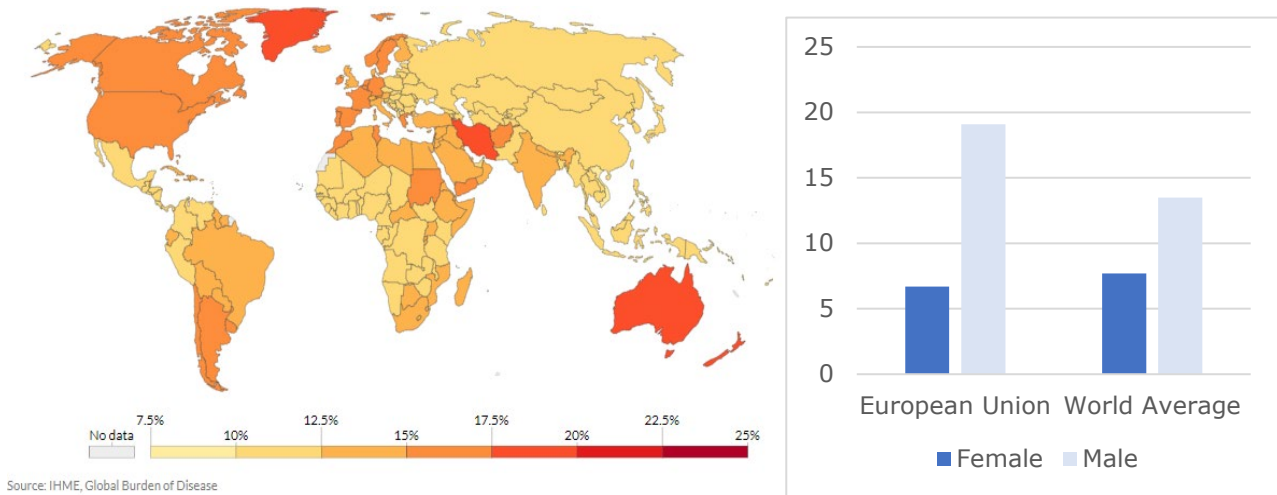 7.5% 12.5% 17.5% 22.5%
No data
10% 15% 20% 25%
Source: IHME, Global Burden of Disease
25
20
15
10
5
0
European Union World Average
Female Male